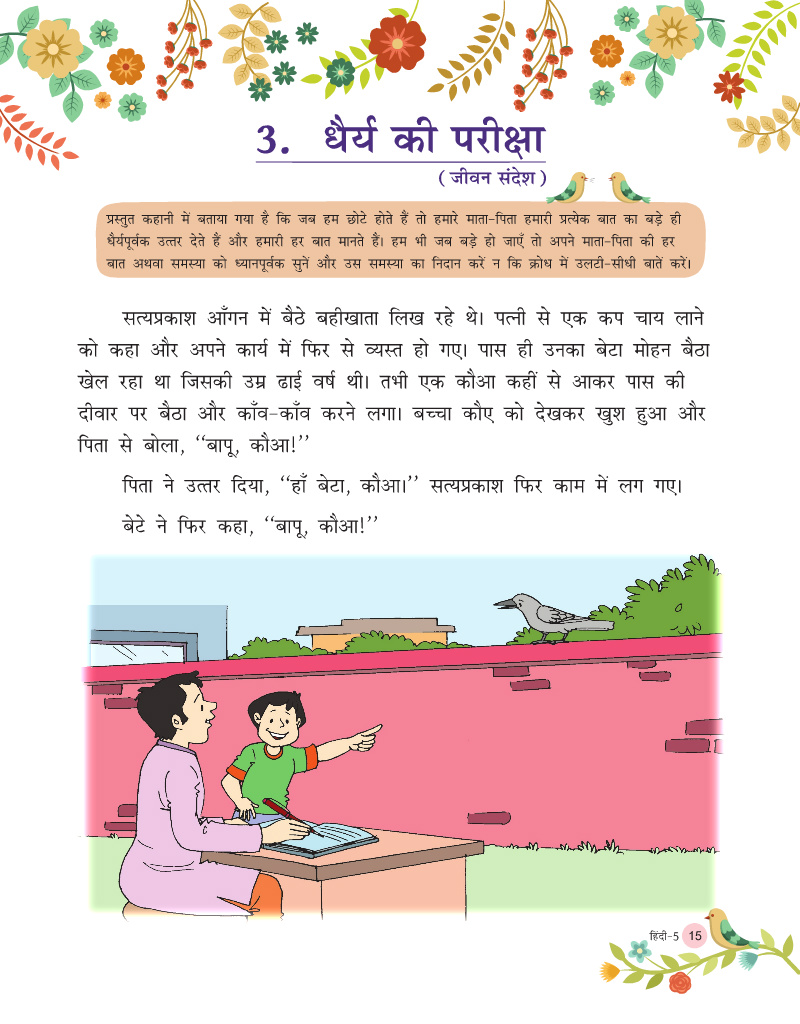 3. धैर्य की परीक्षा
(जीवन संदेश)
प्रस्तुत कहानी में बताया गया है कि जब हम छोटे होते हैं तो हमारे माता-पिता हमारी प्रत्येक बात का बड़े ही
धैर्यपूर्वक उत्तर देते हैं और हमारी हर बात मानते हैं। हम भी जब बड़े हो जाएँ तो अपने माता-पिता की हर
बात अथवा समस्या को ध्यानपूर्वक सुनें और उस समस्या का निदान करें न कि क्रोध में उलटी-सीधी बातें करें।
सत्यप्रकाश आँगन में बैठे बहीखाता लिख रहे थे। पत्नी से एक कप चाय लाने
को कहा और अपने कार्य में फिर से व्यस्त हो गए। पास ही उनका बेटा मोहन बैठा
खेल रहा था जिसकी उम्र ढाई वर्ष थी। तभी एक कौआ कहीं से आकर पास की
दीवार पर बैठा और काँव-काँव करने लगा। बच्चा कौए को देखकर खुश हुआ और
पिता से बोला, ‘‘बापू, कौआ!’’
पिता ने उत्तर दिया, ‘‘हाँ बेटा, कौआ।’’ सत्यप्रकाश फिर काम में लग गए।
बेटे ने फिर कहा, ‘‘बापू, कौआ!’’
हिंदी-5 15